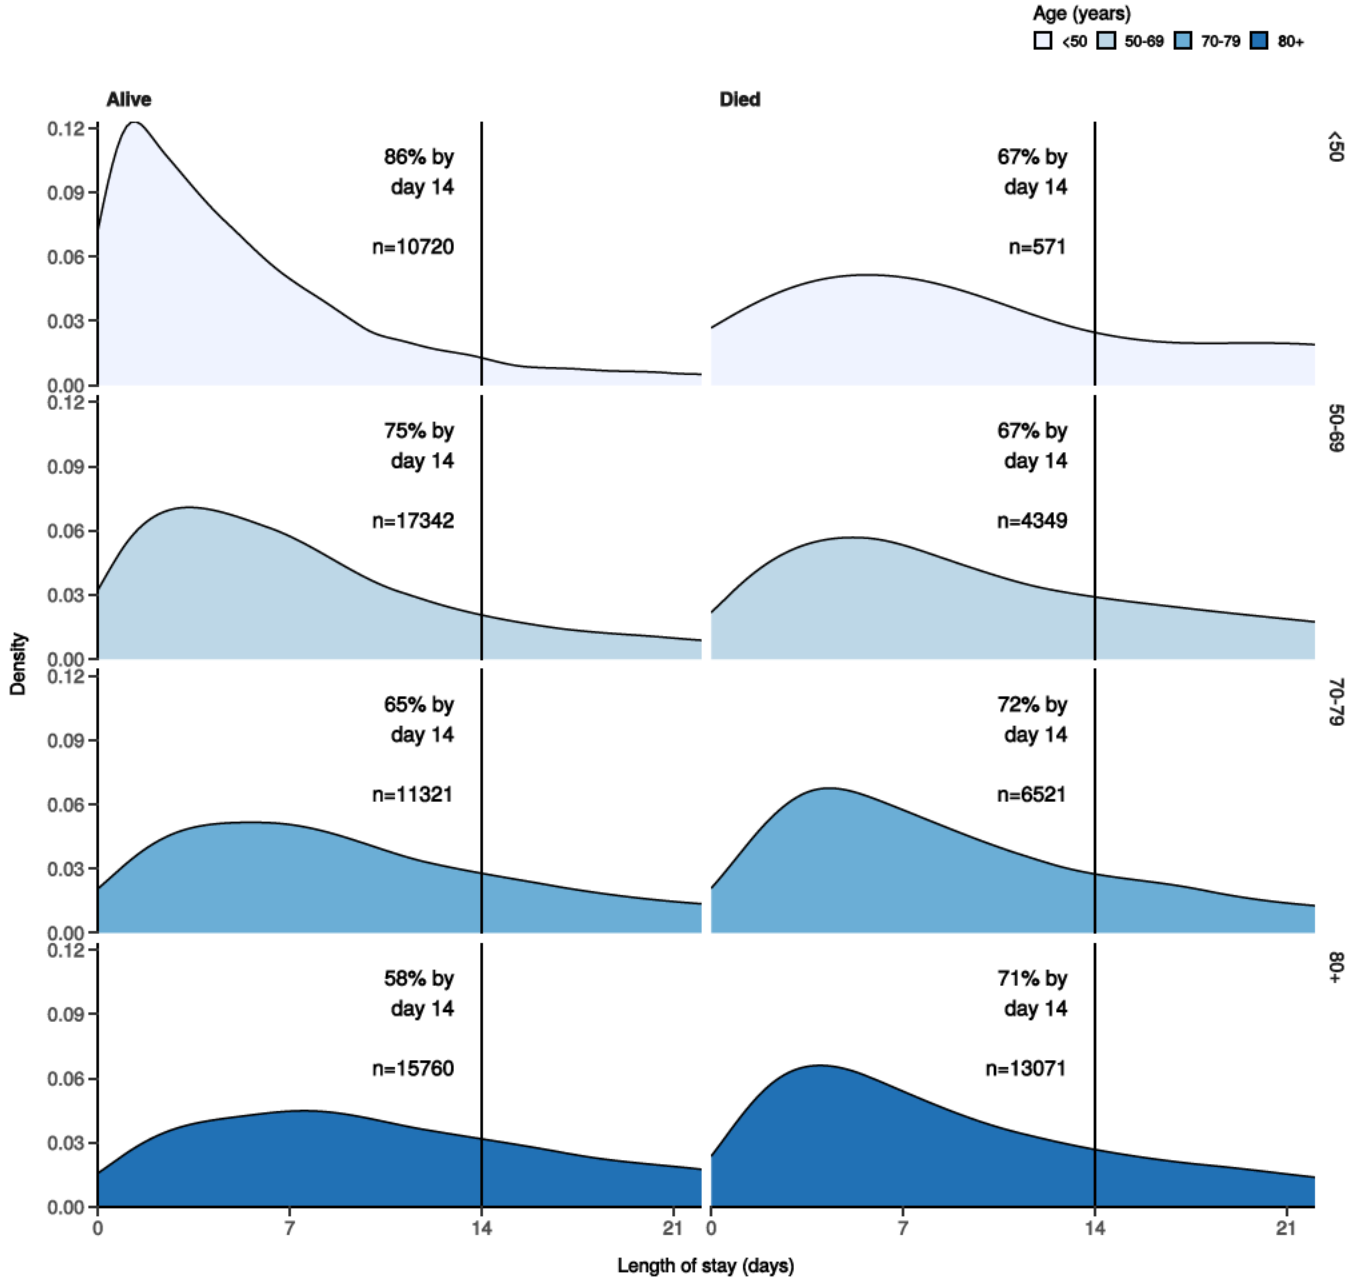 Age (years)
<50 50-69 70-79 80+
Alive
Died
0.12
0.09
0.06
0.03
0.00
86% by
day 14
n=10720
67% by
day 14
n=571
<50
0.12
0.09
0.06
0.03
0.00
75% by
day 14
n=17342
67% by
day 14
n=4349
50-69
Density
0.12
0.09
0.06
0.03
0.00
65% by
day 14
n=11321
72% by
day 14
n=6521
70-79
0.12
0.09
0.06
0.03
0.00
58% by
day 14
n=15760
71% by
day 14
n=13071
80+
0 7 14 21 0 7 14 21
Length of stay (days)